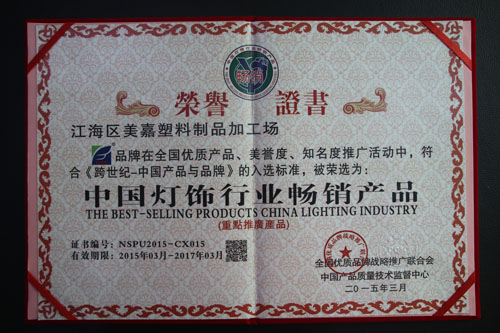 畅销
榮譽 證書
江海区美嘉塑料制品加工场
品牌在全国优质产品、美誉度、知名度推广活动中，符
合《跨世纪-中国产品与品牌》的入选标准，被荣选为：
中国灯饰行业畅销产品
THE BEST-SELLING PRODUCTS CHINA LIGHTING INDUSTRY
(重點推廣産品)
证书编号：NSPU2015-CX015
有效期限：2015年03月-2017年03月
全国优质品牌战略推广联合会
中国产品质量技术监督中心
二0一五年三月